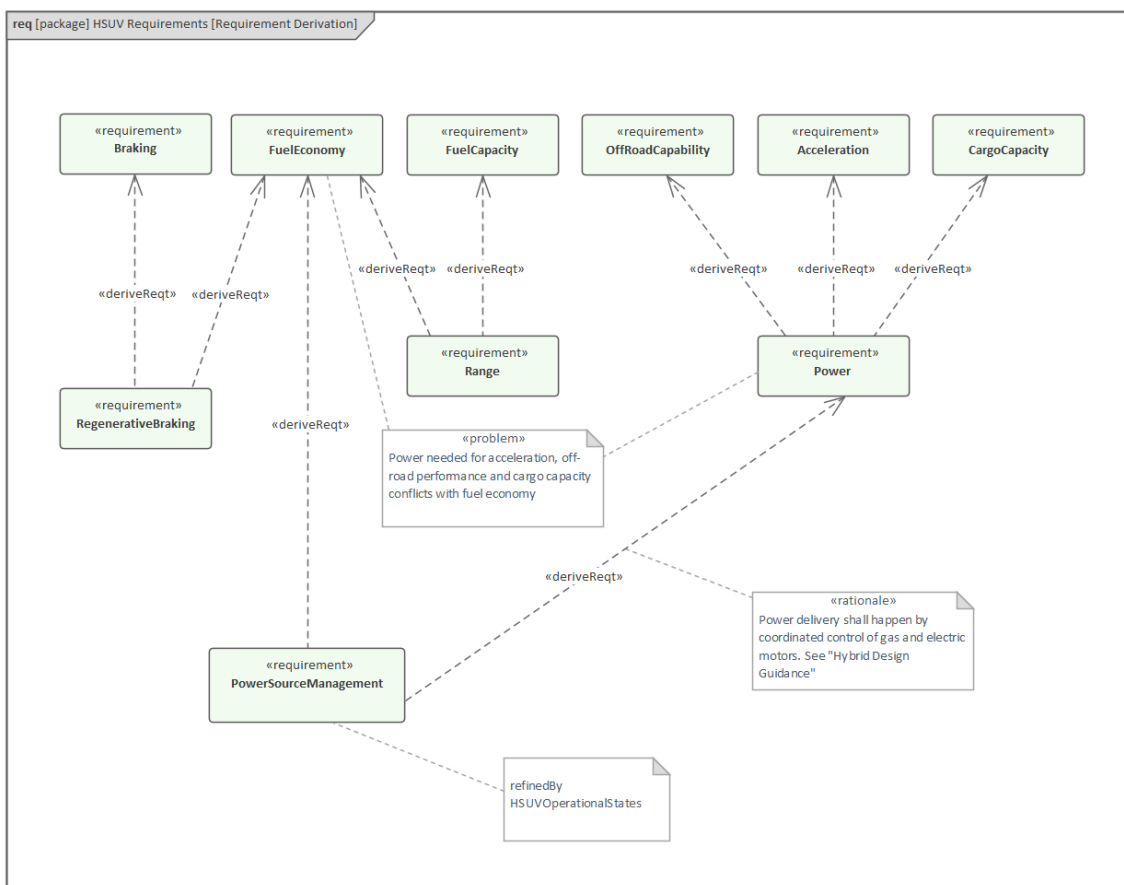 req [package] HSUV Requirements [Requirement Derivation]
«requirement»
Braking
«requirement»
FuelEconomy
«requirement»
FuelCapacity
«requirement»
OffRoadCapability
«requirement»
Acceleration
«requirement»
CargoCapacity
«deriveReqt»
«deriveReqt»
«deriveReqt»
«deriveReqt»
«deriveReqt»
«deriveReqt»
«deriveReqt»
«requirement»
Range
«requirement»
Power
«requirement»
RegenerativeBraking
«deriveReqt»
«problem»
Power needed for acceleration, off-
road performance and cargo capacity
conflicts with fuel economy
«deriveReqt»
«rationale»
Power delivery shall happen by
coordinated control of gas and electric
motors. See "Hybrid Design
Guidance"
«requirement»
PowerSourceManagement
refinedBy
HSUVOperationalStates